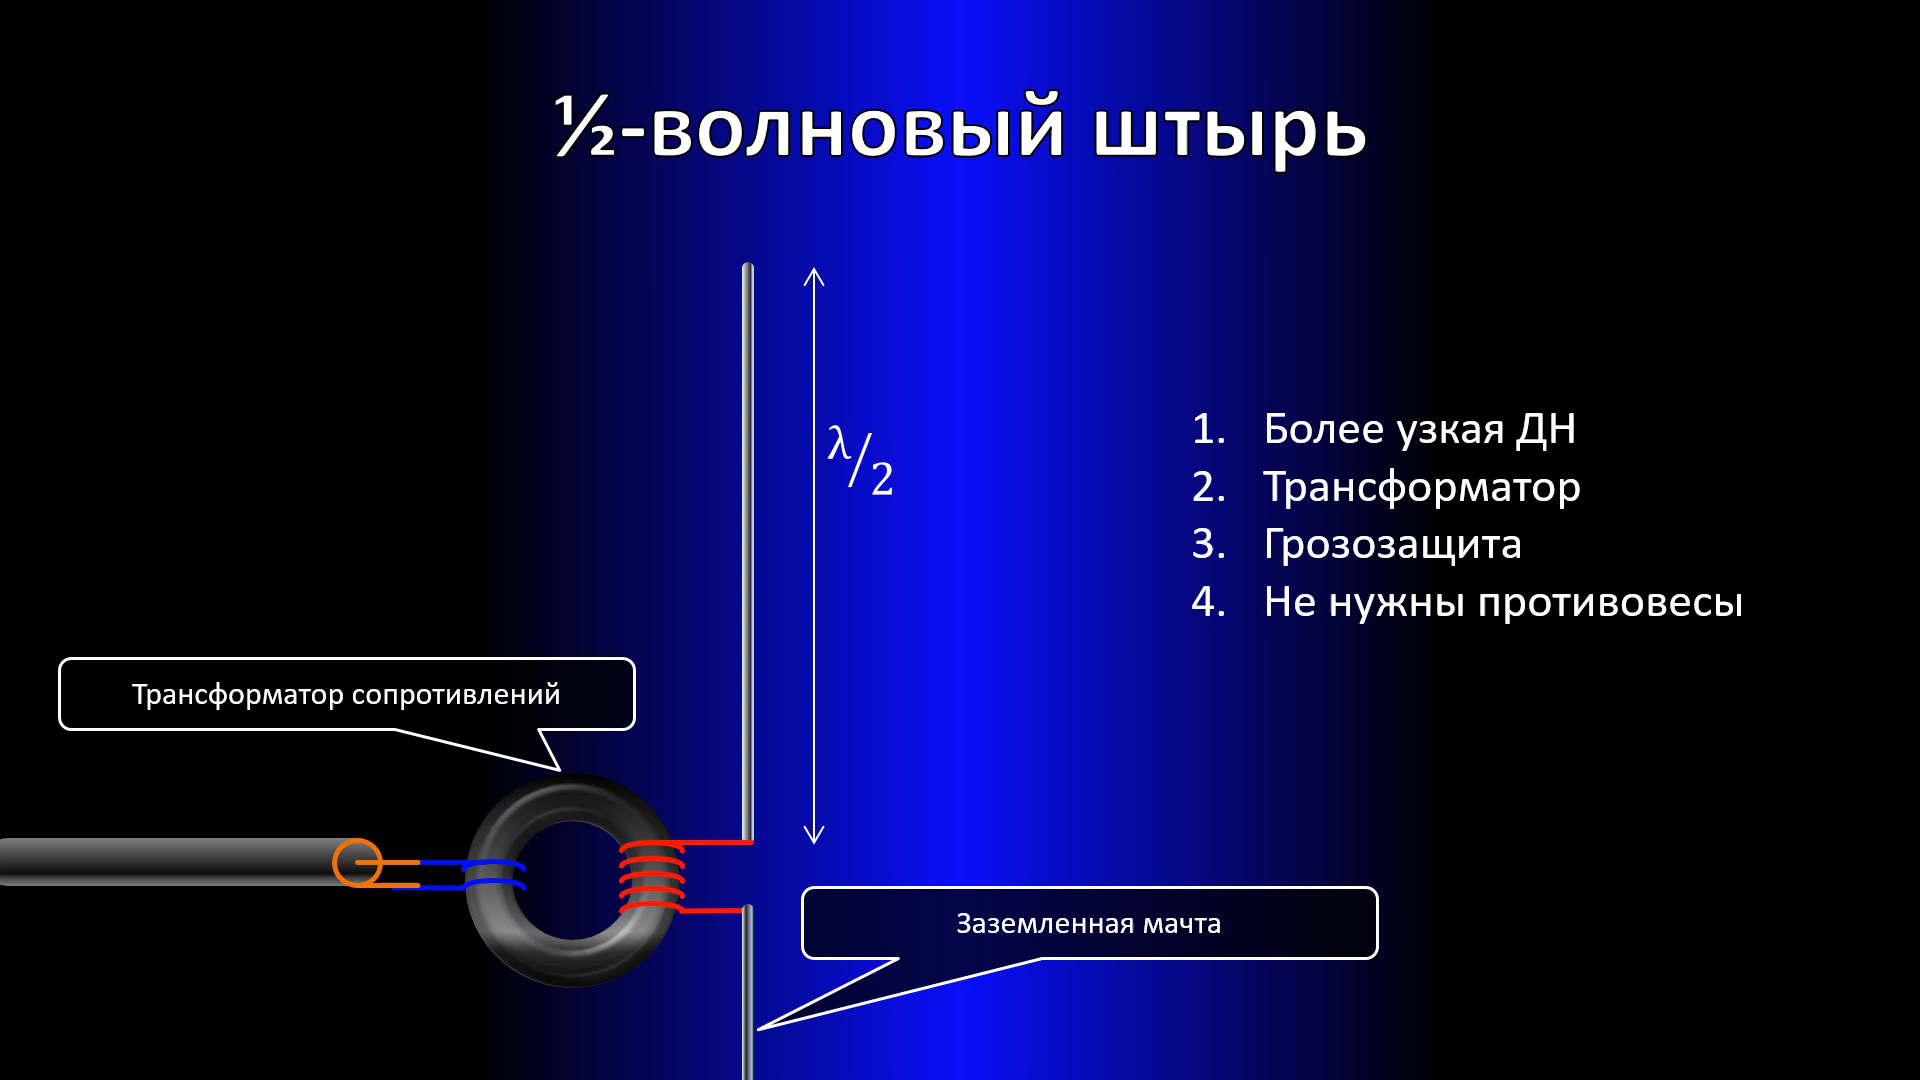 ½-волновый штырь
λ/2
1. Более узкая ДН
2. Трансформатор
3. Грозозащита
4. Не нужны противовесы
Трансформатор сопротивлений
Заземленная мачта